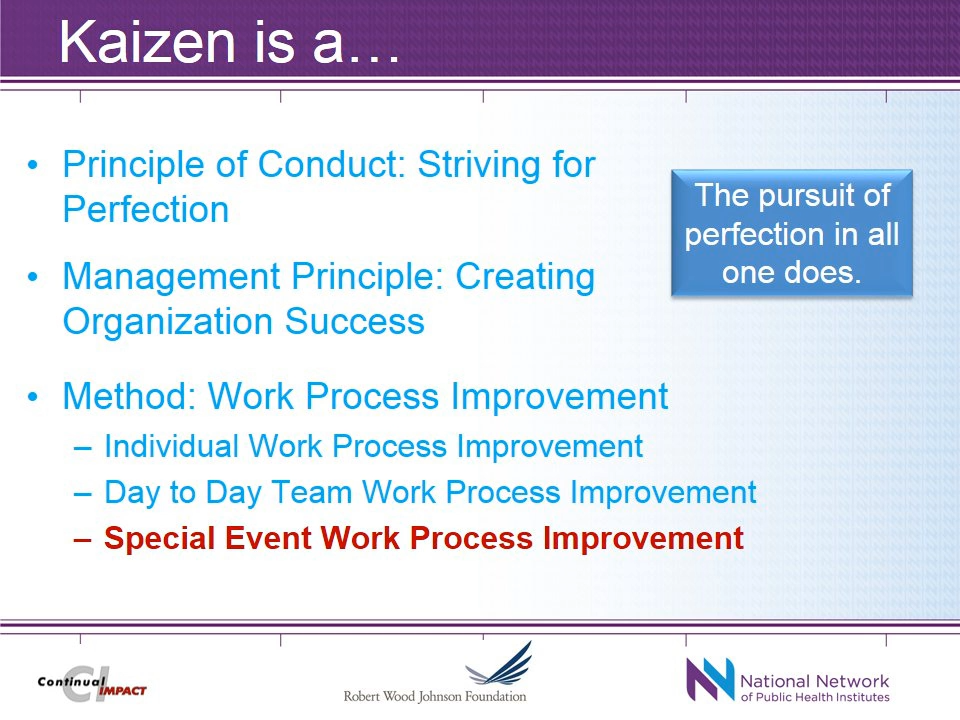 Kaizen is a…
• Principle of Conduct: Striving for
Perfection
• Management Principle: Creating
Organization Success
• Method: Work Process Improvement
– Individual Work Process Improvement
– Day to Day Team Work Process Improvement
– Special Event Work Process Improvement
The pursuit of
perfection in all
one does.
CI
Continual
IMPACT
Robert Wood Johnson Foundation
National Network
of Public Health Institutes